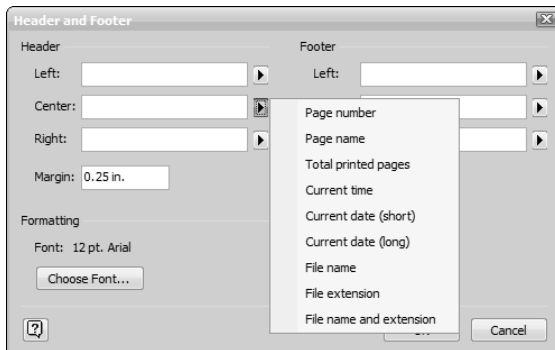 Header and Footer
Header
Left:
Center:
Right:
Margin: 0.25 in.
Footer
Left:
Page number
Page name
Total printed pages
Current time
Current date (short)
Current date (long)
File name
File extension
File name and extension
Formatting
Font: 12 pt. Arial
Choose Font...
Cancel